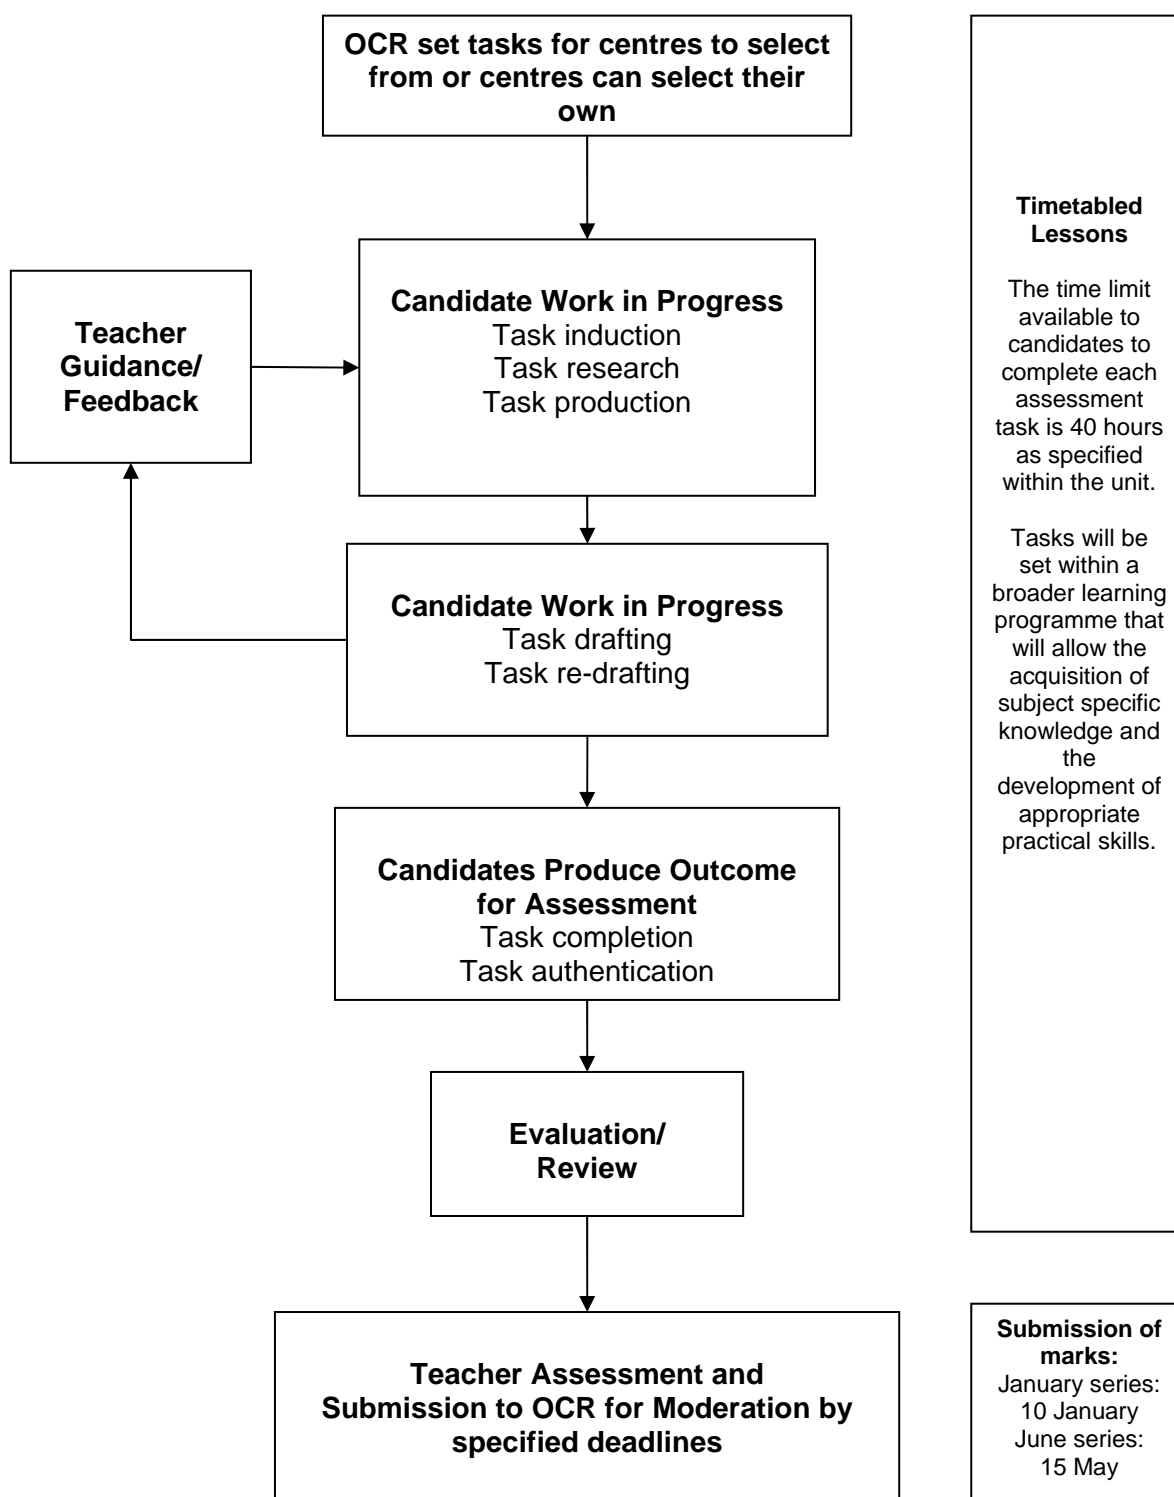 OCR set tasks for centres to select
from or centres can select their
own
Teacher
Guidance/
Feedback
Candidate Work in Progress
Task induction
Task research
Task production
Candidate Work in Progress
Task drafting
Task re-drafting
Candidates Produce Outcome
for Assessment
Task completion
Task authentication
Evaluation/
Review
Teacher Assessment and
Submission to OCR for Moderation by
specified deadlines
Timetabled
Lessons
The time limit
available to
candidates to
complete each
assessment
task is 40 hours
as specified
within the unit.
Tasks will be
set within a
broader learning
programme that
will allow the
acquisition of
subject specific
knowledge and
the
development of
appropriate
practical skills.
Submission of
marks:
January series:
10 January
June series:
15 May